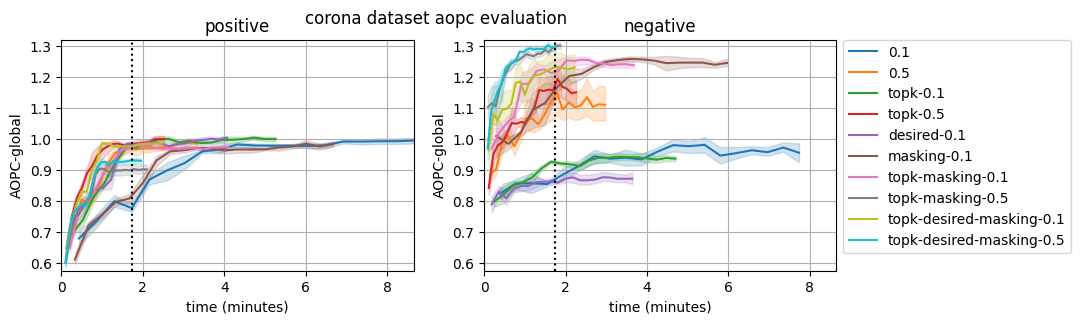 corona dataset aopc evaluation
positive
negative
AOPC-global
1.3
1.2
1.1
1.0
0.9
0.8
0.7
0.6
0
2
4
6
8
time (minutes)
AOPC-global
1.3
1.2
1.1
1.0
0.9
0.8
0.7
0.6
0
2
4
6
8
time (minutes)
0.1
0.5
topk-0.1
topk-0.5
desired-0.1
masking-0.1
topk-masking-0.1
topk-masking-0.5
topk-desired-masking-0.1
topk-desired-masking-0.5